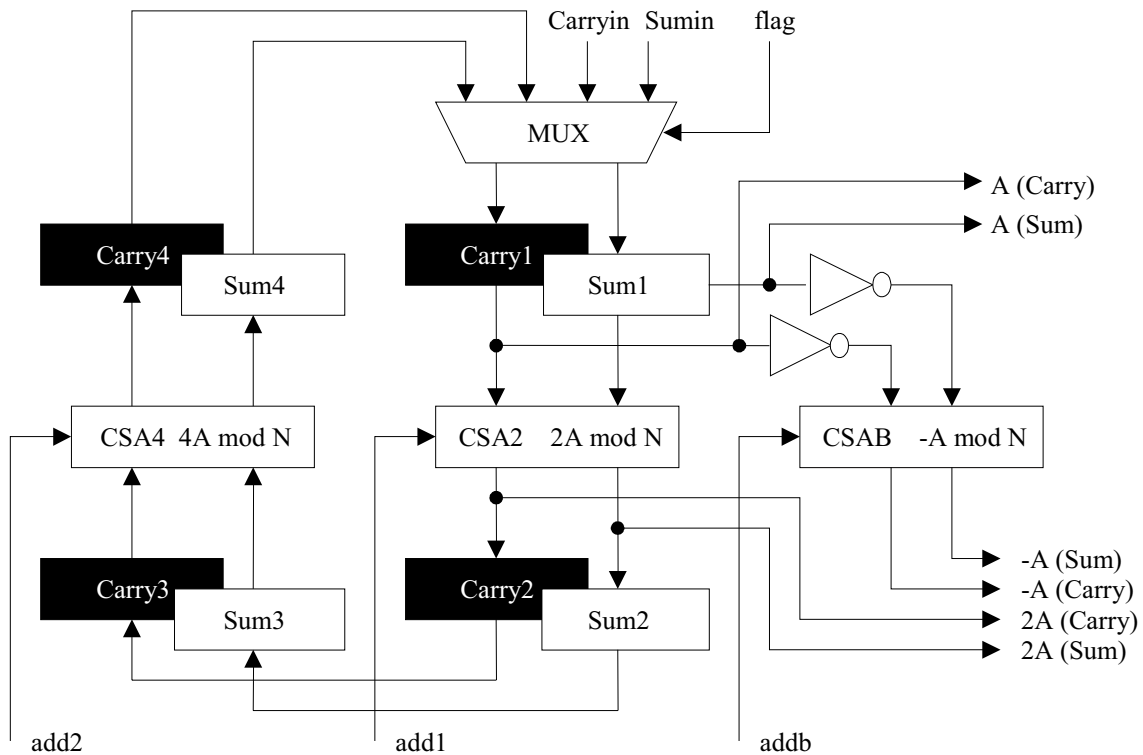 Carryin Sumin flag
MUX
A (Carry)
A (Sum)
Carry4
Sum4
Carry1
Sum1
CSA4 4A mod N
CSA2 2A mod N
CSAB -A mod N
Carry3
Sum3
Carry2
Sum2
-A (Sum)
-A (Carry)
2A (Carry)
2A (Sum)
add2
add1
addb